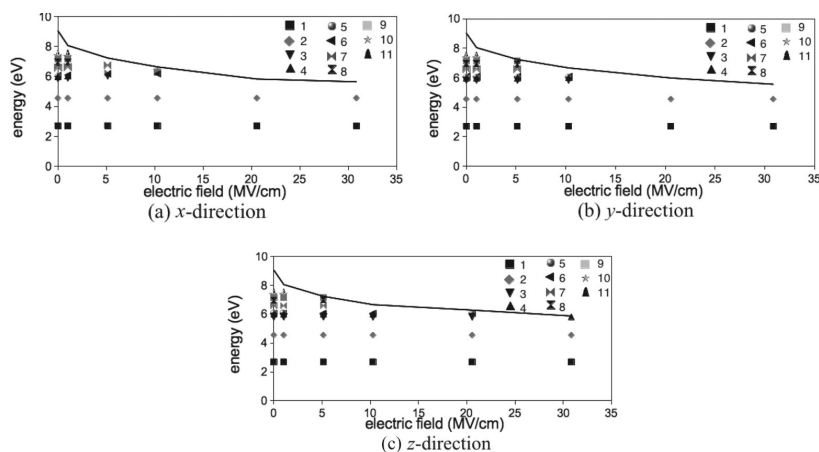 10
8
6
4
2
0
energy (eV)
0 5 10 15 20 25 30 35
electric field (MV/cm)
1 5 9
2 6 10
3 7 11
4 8
(a) x-direction
10
8
6
4
2
0
energy (eV)
0 5 10 15 20 25 30 35
electric field (MV/cm)
1 5 9
2 6 10
3 7 11
4 8
(b) y-direction
10
8
6
4
2
0
energy (eV)
0 5 10 15 20 25 30 35
electric field (MV/cm)
1 5 9
2 6 10
3 7 11
4 8
(c) z-direction